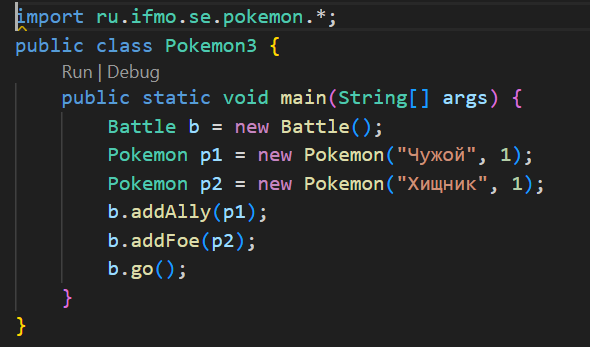 import ru.ifmo.se.pokemon.*;
public class Pokemon3 {
Run | Debug
public static void main(String[] args) {
Battle b = new Battle();
Pokemon p1 = new Pokemon("Чужой", 1);
Pokemon p2 = new Pokemon("Хищник", 1);
b.addAlly(p1);
b.addFoe(p2);
b.go();
}
}